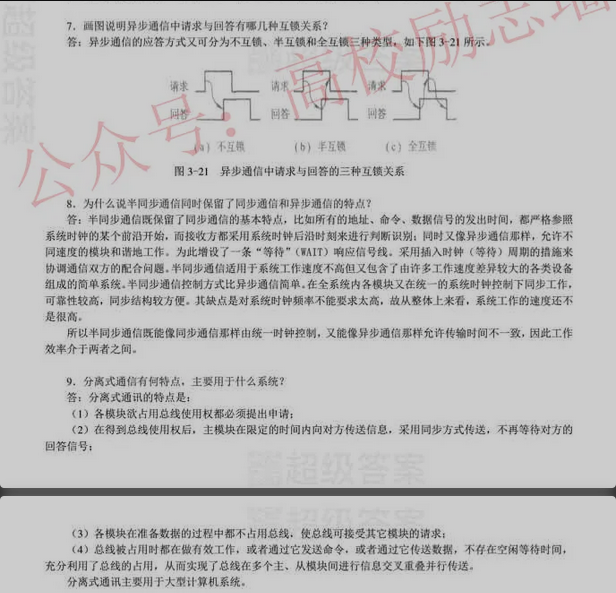 7．画图说明异步通信中请求与回答有哪几种互锁关系？
答：异步通信的应答方式又可分为不互锁、半互锁和全互锁三种类型，如下图3-21所示。
请求 请求 请求
回答 回答 回答
(a) 不互锁 (b) 半互锁 (c) 全互锁
图3-21 异步通信中请求与回答的三种互锁关系
8．为什么说半同步通信同时保留了同步通信和异步通信的特点？
答：半同步通信既保留了同步通信的基本特点，比如所有的地址、命令、数据信号的发出时间，都严格参照
系统时钟的某个前沿开始，而接收方都采用系统时钟后沿时刻来进行判断识别；同时又像异步通信那样，允许不
同速度的模块和谐地工作。为此增设了一条“等待”（WAIT）响应信号线。采用插入时钟（等待）周期的措施来
协调通信双方的配合问题。半同步通信适用于系统工作速度不高但又包含了由许多工作速度差异较大的各类设备
组成的简单系统。半同步通信控制方式比异步通信简单。在全系统内各模块又在统一的系统时钟控制下同步工作，
可靠性较高，同步结构较方便。其缺点是对系统时钟频率不能要求太高，故从整体上来看，系统工作的速度还不
是很高。
所以半同步通信既能像同步通信那样由统一时钟控制，又能像异步通信那样允许传输时间不一致，因此工作
效率介于两者之间。
9．分离式通信有何特点，主要用于什么系统？
答：分离式通讯的特点是：
（1）各模块欲占用总线使用权都必须提出申请；
（2）在得到总线使用权后，主模块在限定的时间内向对方传送信息，采用同步方式传送，不再等待对方的
回答信号；
超级答案
（3）各模块在准备数据的过程中都不占用总线，使总线可接受其它模块的请求；
（4）总线被占用时都在做有效工作，或者通过它发送命令，或者通过它传送数据，不存在空闲等待时间，
充分利用了总线的占用，从而实现了总线在多个主、从模块间进行信息交叉重叠并行传送。
分离式通讯主要用于大型计算机系统。
公众号：高校励志墙
超级答案